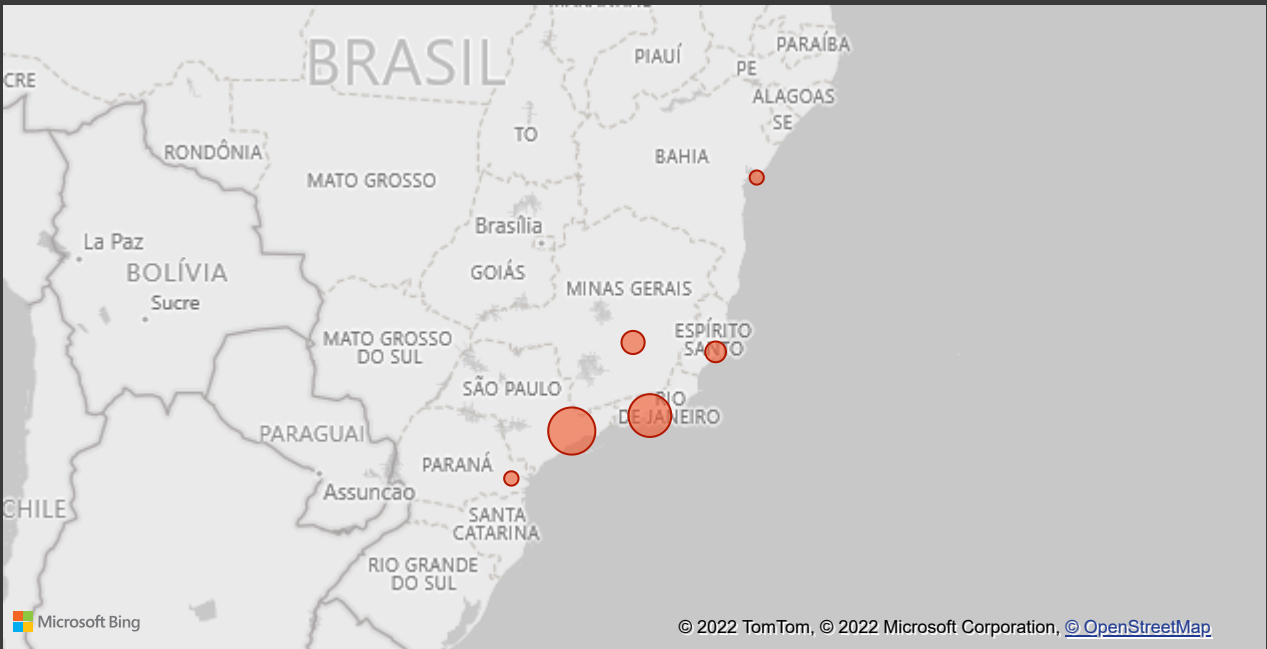 BRASIL
PIAUÍ
PARAÍBA
PE
CRE
ALAGOAS
SE
TO
RONDÔNIA
BAHIA
MATO GROSSO
Brasília
La Paz
BOLÍVIA
GOIÁS
MINAS GERAIS
Sucre
ESPÍRITO
SANTO
MATO GROSSO
DO SUL
SÃO PAULO
RIO
DE JANEIRO
PARAGUAI
PARANÁ
Assuncao
CHILE
SANTA
CATARINA
RIO GRANDE
DO SUL
Microsoft Bing
© 2022 TomTom, © 2022 Microsoft Corporation, © OpenStreetMap